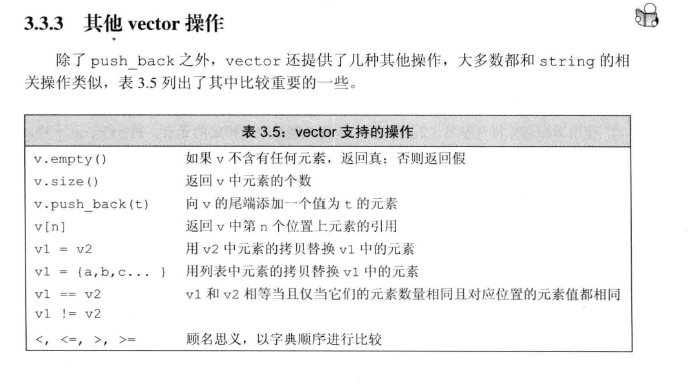 3.3.3 其他 vector 操作
除了 push_back 之外，vector 还提供了几种其他操作，大多数都和 string 的相
关操作类似，表 3.5 列出了其中比较重要的一些。
表 3.5：vector 支持的操作
v.empty() 如果 v 不含有任何元素，返回真；否则返回假
v.size() 返回 v 中元素的个数
v.push_back(t) 向 v 的尾端添加一个值为 t 的元素
v[n] 返回 v 中第 n 个位置上元素的引用
v1 = v2 用 v2 中元素的拷贝替换 v1 中的元素
v1 = {a,b,c... } 用列表中元素的拷贝替换 v1 中的元素
v1 == v2 v1 和 v2 相等当且仅当它们的元素数量相同且对应位置的元素值都相同
v1 != v2
<, <=, >, >= 顾名思义，以字典顺序进行比较